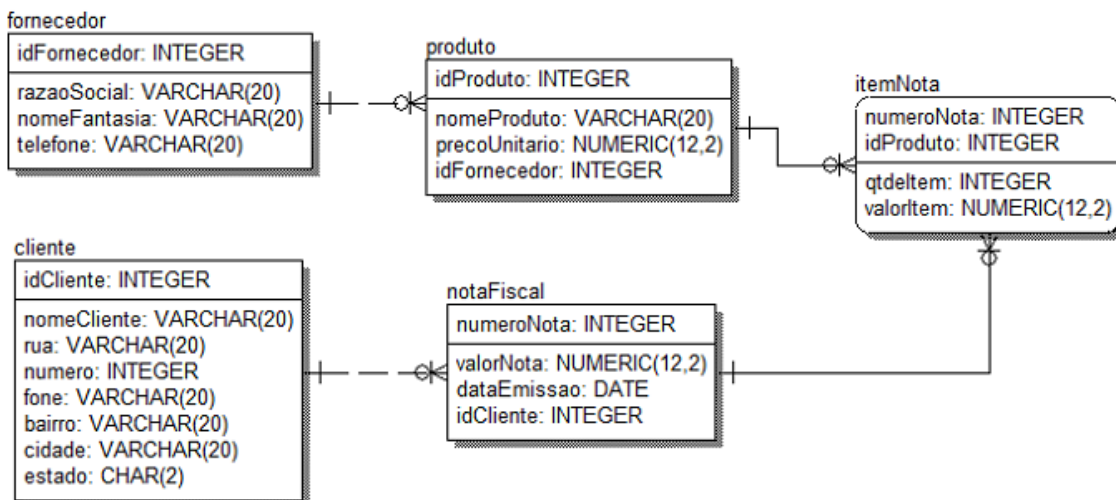 fornecedor
idFornecedor: INTEGER
razaoSocial: VARCHAR(20)
nomeFantasia: VARCHAR(20)
telefone: VARCHAR(20)
produto
idProduto: INTEGER
nomeProduto: VARCHAR(20)
precoUnitario: NUMERIC(12,2)
idFornecedor: INTEGER
itemNota
numeroNota: INTEGER
idProduto: INTEGER
qtdeItem: INTEGER
valorItem: NUMERIC(12,2)
cliente
idCliente: INTEGER
nomeCliente: VARCHAR(20)
rua: VARCHAR(20)
numero: INTEGER
fone: VARCHAR(20)
bairro: VARCHAR(20)
cidade: VARCHAR(20)
estado: CHAR(2)
notaFiscal
numeroNota: INTEGER
valorNota: NUMERIC(12,2)
dataEmissao: DATE
idCliente: INTEGER